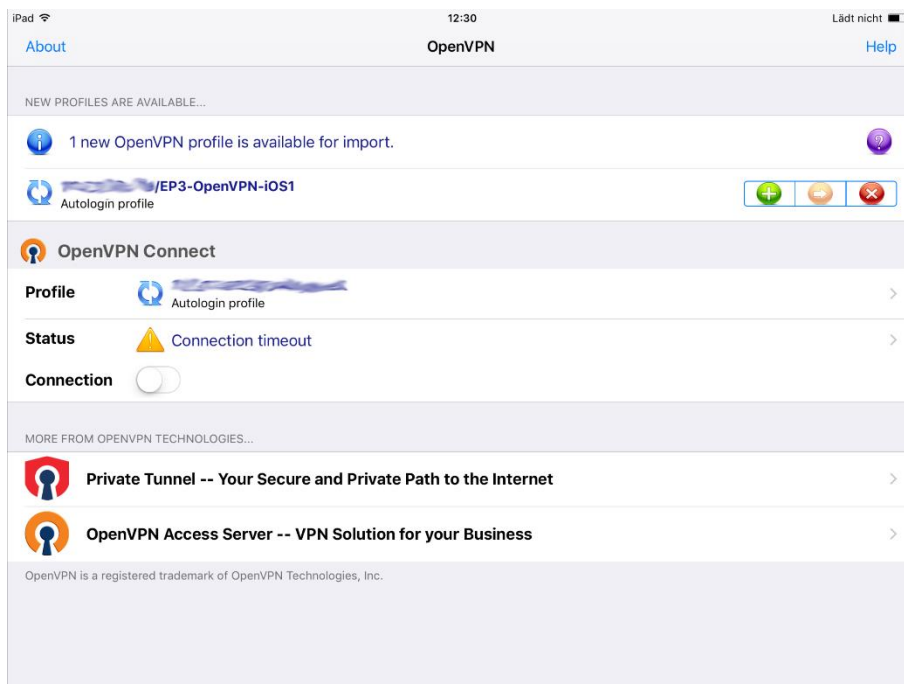 iPad 12:30 Lädt nicht
About OpenVPN Help
NEW PROFILES ARE AVAILABLE...
1 new OpenVPN profile is available for import.
/EP3-OpenVPN-iOS1
Autologin profile
OpenVPN Connect
Profile
Autologin profile
Status Connection timeout
Connection
MORE FROM OPENVPN TECHNOLOGIES...
Private Tunnel -- Your Secure and Private Path to the Internet
OpenVPN Access Server -- VPN Solution for your Business
OpenVPN is a registered trademark of OpenVPN Technologies, Inc.